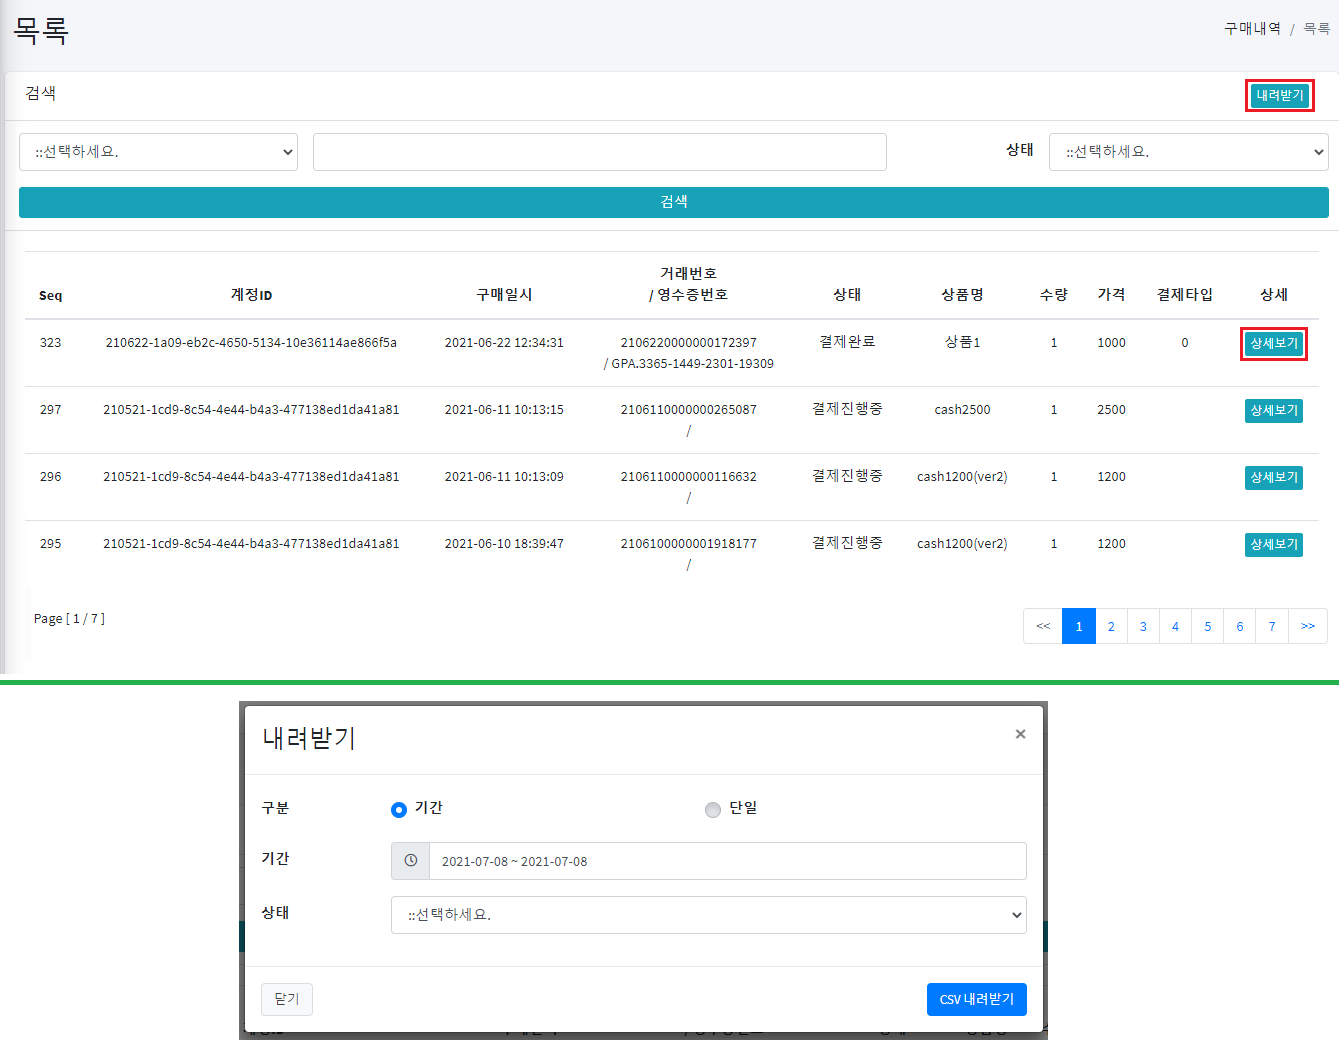 목록
구매내역 / 목록
검색
내려받기
::선택하세요.
상태
::선택하세요.
검색
Seq 계정ID 구매일시 거래번호 / 영수증번호 상태 상품명 수량 가격 결제타입 상세
323 210622-1a09-eb2c-4650-5134-10e36114ae866f5a 2021-06-22 12:34:31 2106220000000172397 결제완료 상품1 1 1000 0 상세보기
/ GPA.3365-1449-2301-19309
297 210521-1cd9-8c54-4e44-b4a3-477138ed1da41a81 2021-06-11 10:13:15 2106110000000265087 결제진행중 cash2500 1 2500 상세보기
/
296 210521-1cd9-8c54-4e44-b4a3-477138ed1da41a81 2021-06-11 10:13:09 2106110000000116632 결제진행중 cash1200(ver2) 1 1200 상세보기
/
295 210521-1cd9-8c54-4e44-b4a3-477138ed1da41a81 2021-06-10 18:39:47 2106100000001918177 결제진행중 cash1200(ver2) 1 1200 상세보기
/
Page [ 1 / 7 ]
<< 1 2 3 4 5 6 7 >>
내려받기 ×
구분 기간 단일
기간 2021-07-08 ~ 2021-07-08
상태 ::선택하세요.
닫기 CSV 내려받기